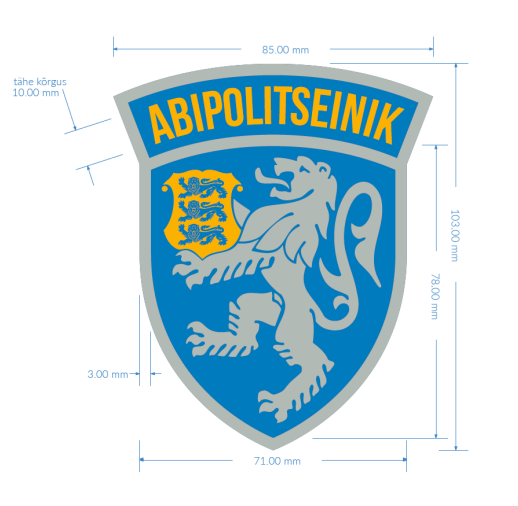 85.00 mm
tähe kõrgus
10.00 mm
ABIPOLITSEINIK
103.00 mm
78.00 mm
3.00 mm
71.00 mm